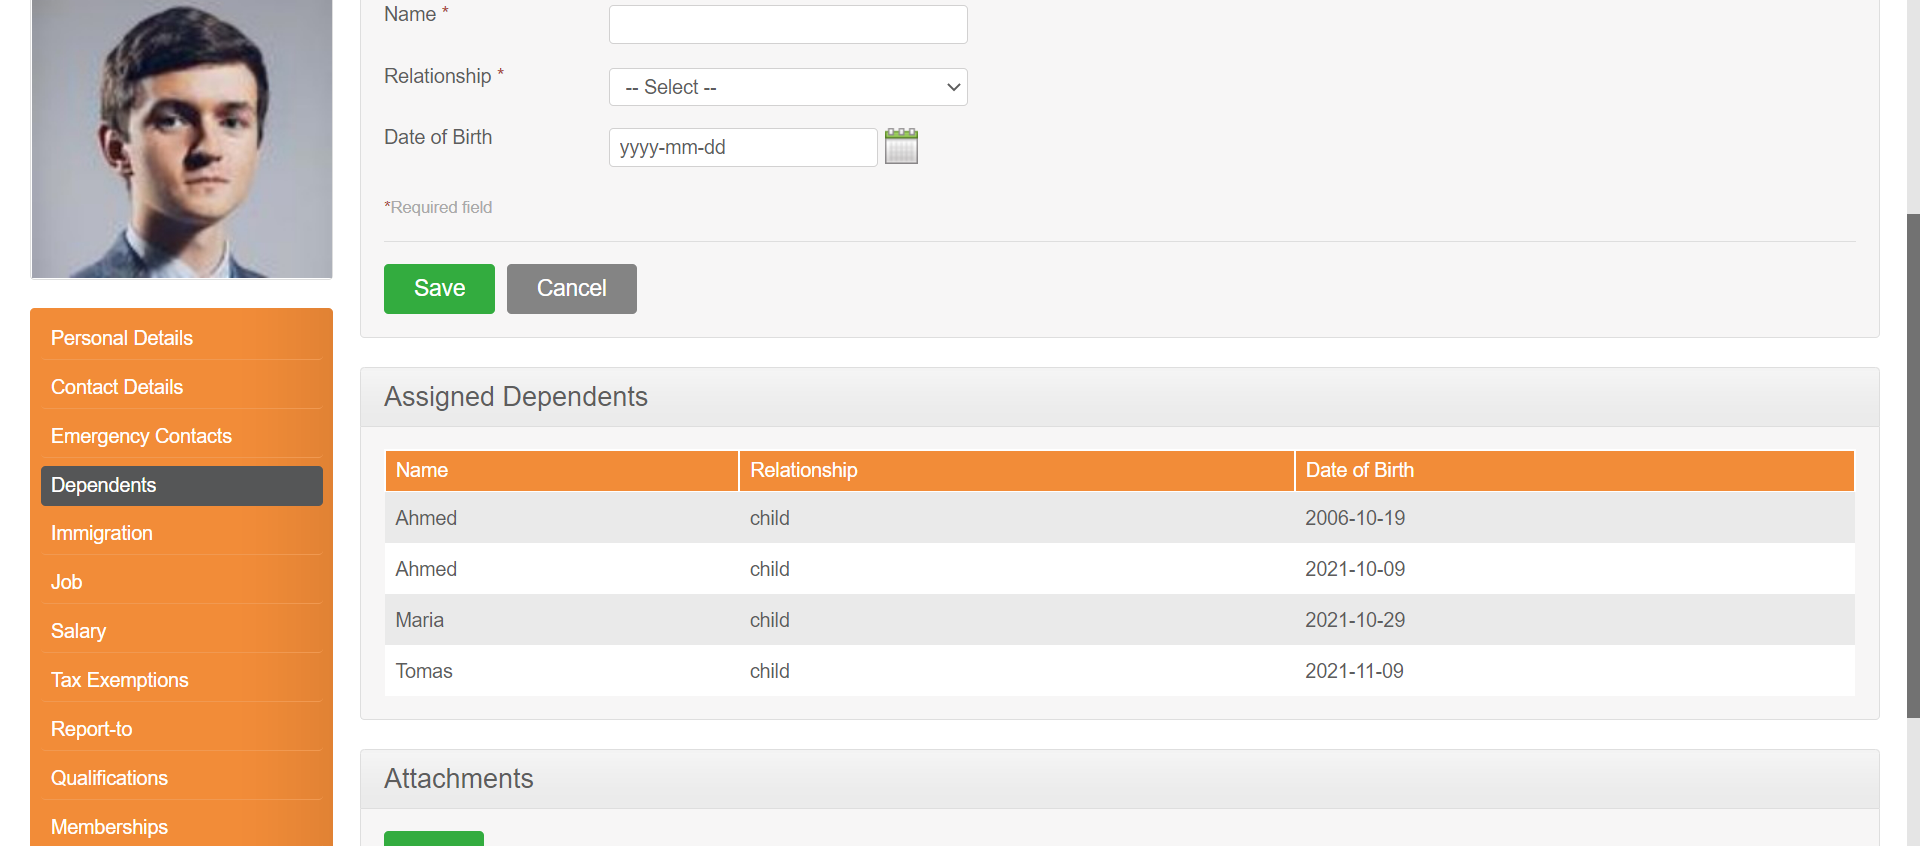 Name *
Relationship *
-- Select --
Date of Birth
yyyy-mm-dd
*Required field
Save
Cancel
Personal Details
Contact Details
Emergency Contacts
Dependents
Immigration
Job
Salary
Tax Exemptions
Report-to
Qualifications
Memberships
Assigned Dependents
Name Relationship Date of Birth
Ahmed child 2006-10-19
Ahmed child 2021-10-09
Maria child 2021-10-29
Tomas child 2021-11-09
Attachments